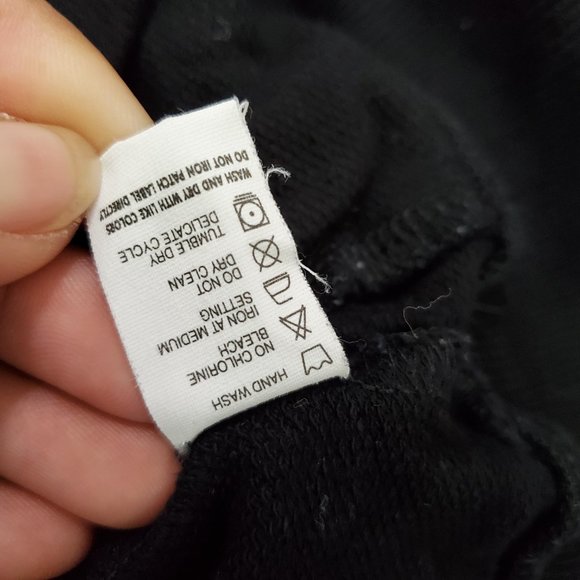 HAND WASH
NO CHLORINE
BLEACH
IRON AT MEDIUM
SETTING
DO NOT
DRY CLEAN
TUMBLE DRY
DELICATE CYCLE
WASH AND DRY WITH LIKE COLORS
DO NOT IRON PATCH LABEL DIRECTLY